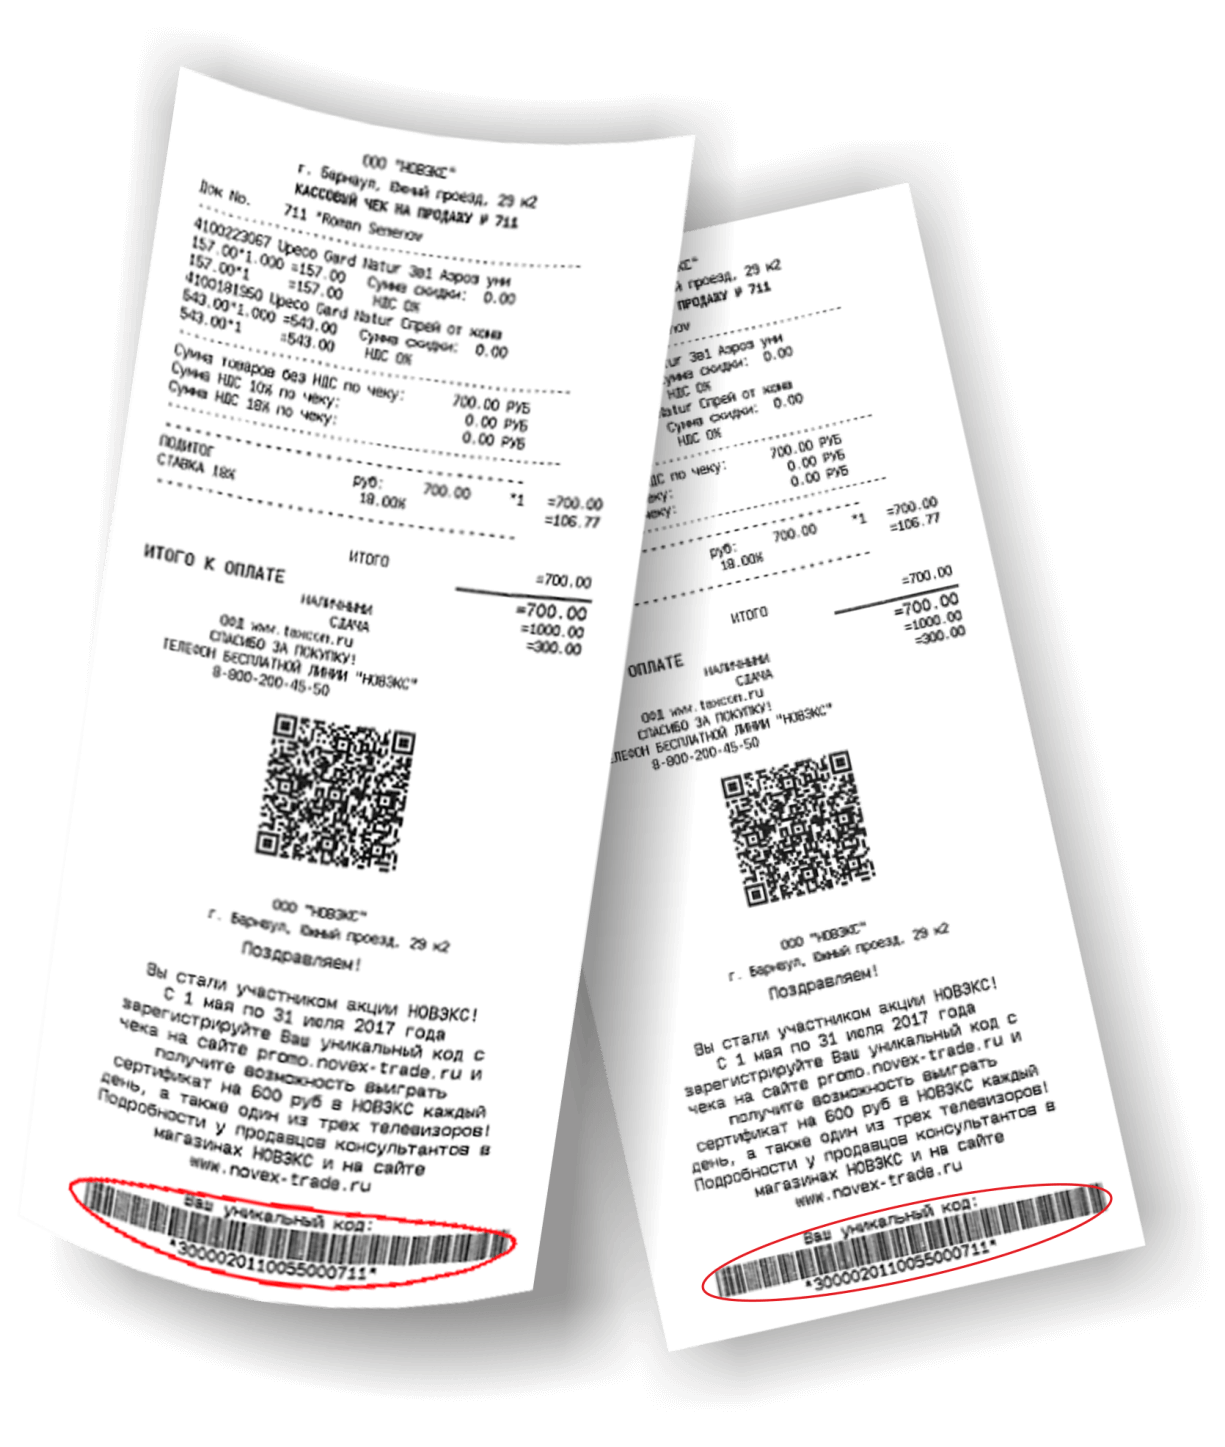 ООО "НОВЭКС"
г. Барнаул, Южный проезд, 29 к2
КАССОВЫЙ ЧЕК НА ПРОДАЖУ № 711
Док No. 711 *Roman Semenov
4100223067 Upeco Gard Natur 3в1 Аэроз уни
157.00*1.000 =157.00 Сумма скидки: 0.00
157.00*1 =157.00 НДС 0%
4100181950 Upeco Gard Natur Спрей от кома
543.00*1.000 =543.00 Сумма скидки: 0.00
543.00*1 =543.00 НДС 0%
Сумма товаров без НДС по чеку: 700.00 РУБ
Сумма НДС 10% по чеку: 0.00 РУБ
Сумма НДС 18% по чеку: 0.00 РУБ
ПОДИТОГ руб: 700.00 *1 =700.00
СТАВКА 18% 18.00% =106.77
ИТОГО =700.00
ИТОГО К ОПЛАТЕ =700.00
НАЛИЧНЫМИ =1000.00
СДАЧА =300.00
ОФД www.taxcom.ru
СПАСИБО ЗА ПОКУПКУ!
ТЕЛЕФОН БЕСПЛАТНОЙ ЛИНИИ "НОВЭКС"
8-800-200-45-50
ООО "НОВЭКС"
г. Барнаул, Южный проезд, 29 к2
Поздравляем!
Вы стали участником акции НОВЭКС!
С 1 мая по 31 июля 2017 года
зарегистрируйте Ваш уникальный код с
чека на сайте promo.novex-trade.ru и
получите возможность выиграть
сертификат на 600 руб в НОВЭКС каждый
день, а также один из трех телевизоров!
Подробности у продавцов консультантов в
магазинах НОВЭКС и на сайте
www.novex-trade.ru
Ваш уникальный код:
*3000020110055000711*
КС"
й проезд, 29 к2
ПРОДАЖУ № 711
nov
ur 3в1 Аэроз уни
умма скидки: 0.00
НДС 0%
Natur Спрей от кома
Сумма скидки: 0.00
НДС 0%
ДС по чеку: 700.00 РУБ
чеку: 0.00 РУБ
чеку: 0.00 РУБ
руб: 700.00 *1 =700.00
18.00% =106.77
ИТОГО =700.00
ОПЛАТЕ =700.00
НАЛИЧНЫМИ =1000.00
СДАЧА =300.00
ОФД www.taxcom.ru
СПАСИБО ЗА ПОКУПКУ!
ЕЛЕФОН БЕСПЛАТНОЙ ЛИНИИ "НОВЭКС"
8-800-200-45-50
ООО "НОВЭКС"
г. Барнаул, Южный проезд, 29 к2
Поздравляем!
Вы стали участником акции НОВЭКС!
С 1 мая по 31 июля 2017 года
зарегистрируйте Ваш уникальный код с
чека на сайте promo.novex-trade.ru и
получите возможность выиграть
сертификат на 600 руб в НОВЭКС каждый
день, а также один из трех телевизоров!
Подробности у продавцов консультантов в
магазинах НОВЭКС и на сайте
www.novex-trade.ru
Ваш уникальный код:
*3000020110055000711*